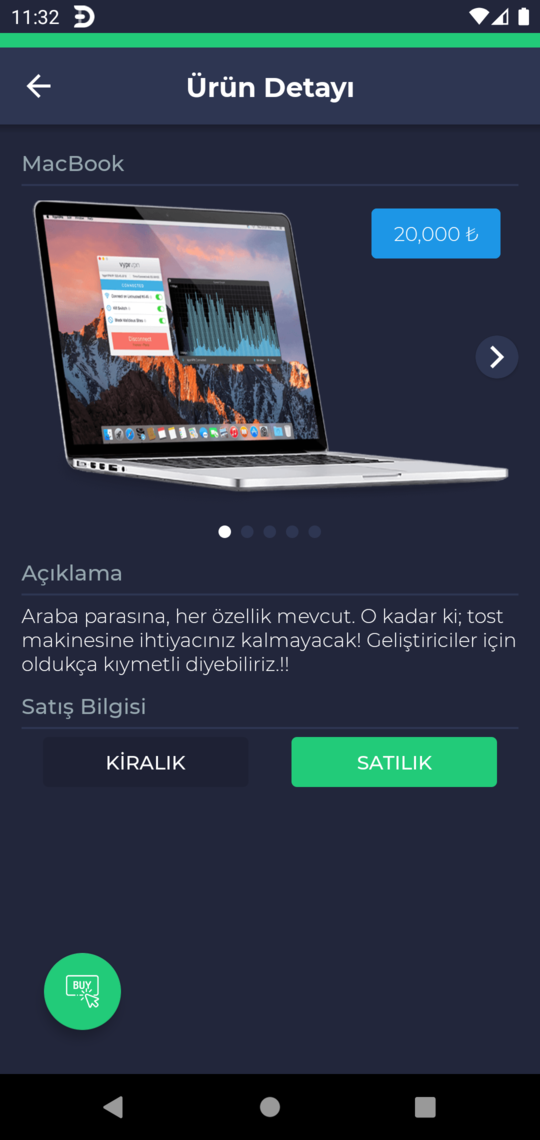 11:32
Ürün Detayı
MacBook
20,000 ₺
Açıklama
Araba parasına, her özellik mevcut. O kadar ki; tost
makinesine ihtiyacınız kalmayacak! Geliştiriciler için
oldukça kıymetli diyebiliriz.!!
Satış Bilgisi
KİRALIK
SATILIK
BUY